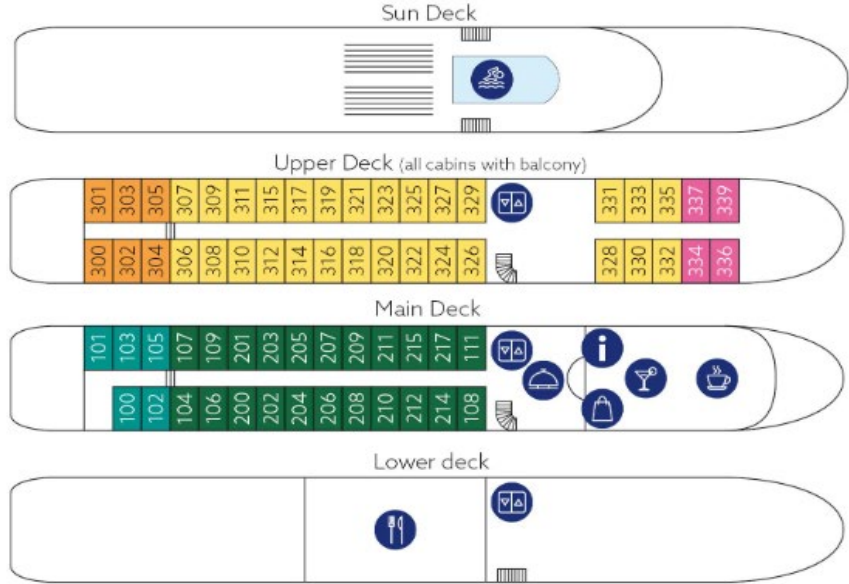 Sun Deck
Upper Deck (all cabins with balcony)
301 303 305 307 309 311 315 317 319 321 323 325 327 329 331 333 335 337 339
300 302 304 306 308 310 312 314 316 318 320 322 324 326 328 330 332 334 336
Main Deck
101 103 105 107 109 201 203 205 207 209 211 215 217 111
i
100 102 104 106 200 202 204 206 208 210 212 214 108
Lower deck